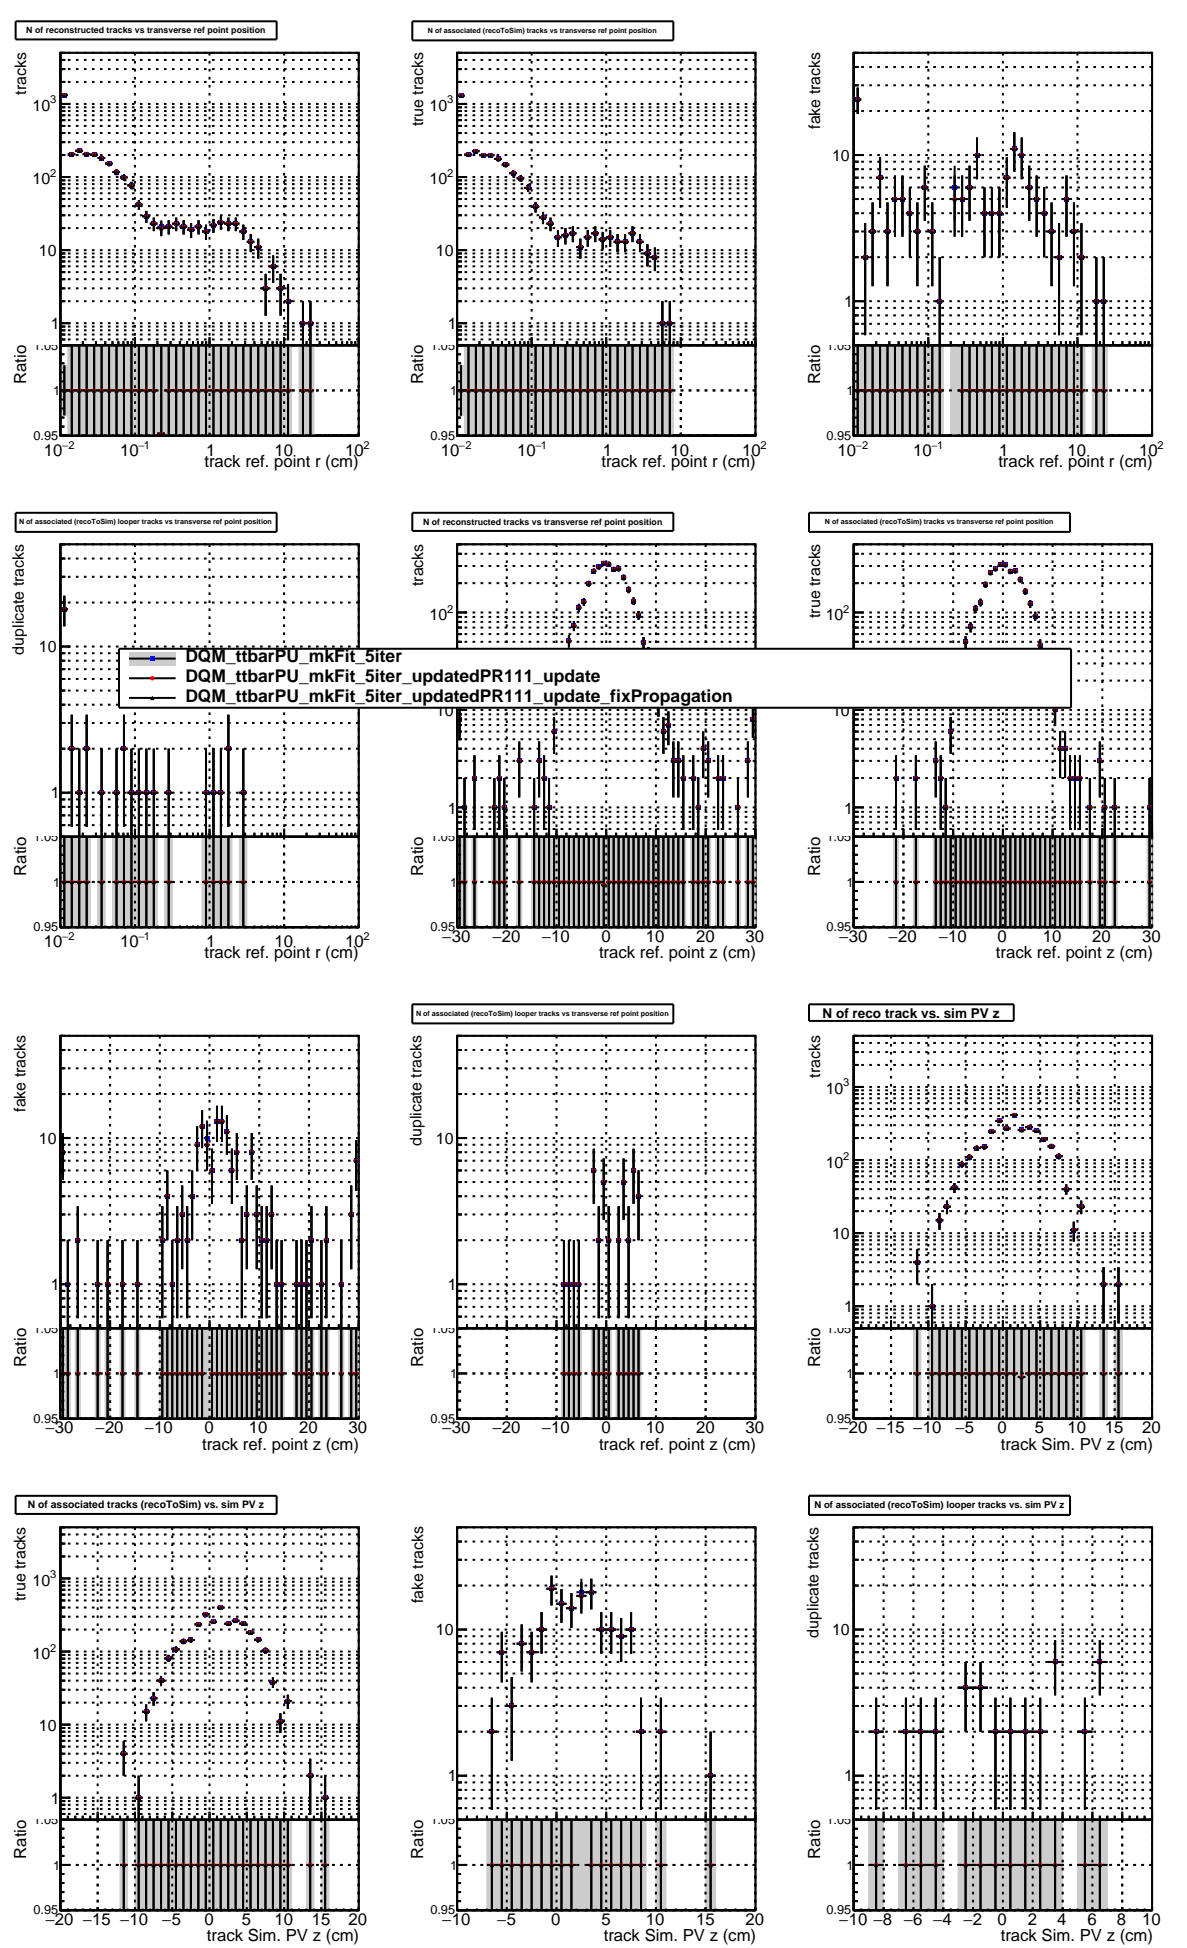 N of reconstructed tracks vs transverse ref point position
tracks
10³
10²
10
1
Ratio
1.05
1
0.95
10⁻² 10⁻¹ 1 10 10²
track ref. point r (cm)
N of associated (recoToSim) tracks vs transverse ref point position
true tracks
10³
10²
10
1
Ratio
1.05
1
0.95
10⁻² 10⁻¹ 1 10 10²
track ref. point r (cm)
fake tracks
10
1
Ratio
1.05
1
0.95
10⁻² 10⁻¹ 1 10 10²
track ref. point r (cm)
N of associated (recoToSim) looper tracks vs transverse ref point position
duplicate tracks
10
1
Ratio
1.05
1
0.95
10⁻² 10⁻¹ 1 10 10²
track ref. point r (cm)
N of reconstructed tracks vs transverse ref point position
tracks
10²
10
1
Ratio
1.05
1
0.95
−30 −20 −10 0 10 20 30
track ref. point z (cm)
N of associated (recoToSim) tracks vs transverse ref point position
true tracks
10²
10
1
Ratio
1.05
1
0.95
−30 −20 −10 0 10 20 30
track ref. point z (cm)
DQM_ttbarPU_mkFit_5iter
DQM_ttbarPU_mkFit_5iter_updatedPR111_update
DQM_ttbarPU_mkFit_5iter_updatedPR111_update_fixPropagation
fake tracks
10
1
Ratio
1.05
1
0.95
−30 −20 −10 0 10 20 30
track ref. point z (cm)
N of associated (recoToSim) looper tracks vs transverse ref point position
duplicate tracks
10
1
Ratio
1.05
1
0.95
−30 −20 −10 0 10 20 30
track ref. point z (cm)
N of reco track vs. sim PV z
tracks
10³
10²
10
1
Ratio
1.05
1
0.95
−20 −15 −10 −5 0 5 10 15 20
track Sim. PV z (cm)
N of associated tracks (recoToSim) vs. sim PV z
true tracks
10³
10²
10
1
Ratio
1.05
1
0.95
−20 −15 −10 −5 0 5 10 15 20
track Sim. PV z (cm)
fake tracks
10
1
Ratio
1.05
1
0.95
−10 −5 0 5 10 15 20
track Sim. PV z (cm)
N of associated (recoToSim) looper tracks vs. sim PV z
duplicate tracks
10
1
Ratio
1.05
1
0.95
−10 −8 −6 −4 −2 0 2 4 6 8 10
track Sim. PV z (cm)